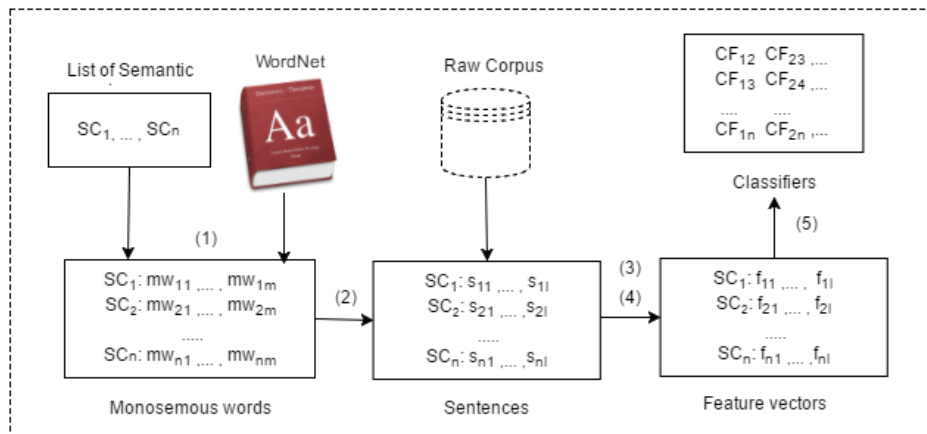 List of Semantic
SC1, ... , SCn
WordNet
Dictionary / Thesaurus
Aa
Raw Corpus
CF12 CF23 ,...
CF13 CF24 ,...
.... ....
CF1n CF2n ,...
Classifiers
(1)
(5)
SC1: mw11 ,... , mw1m
SC2: mw21 ,... , mw2m
.....
SCn: mwn1 ,... , mwnm
Monosemous words
(2)
SC1: s11 ,... , s1l
SC2: s21 ,... , s2l
.....
SCn: sn1 ,... , snl
Sentences
(3)
(4)
SC1: f11 ,... , f1l
SC2: f21 ,... , f2l
.....
SCn: fn1 ,... , fnl
Feature vectors